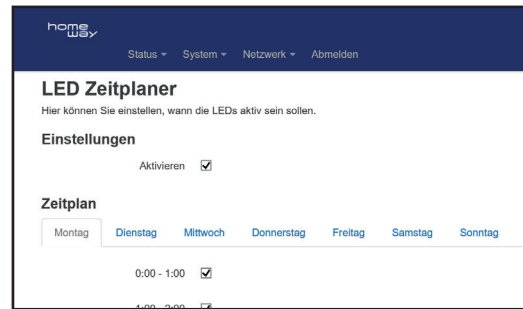 home
way
Status System Netzwerk Abmelden
LED Zeitplaner
Hier können Sie einstellen, wann die LEDs aktiv sein sollen.
Einstellungen
Aktivieren
Zeitplan
Montag Dienstag Mittwoch Donnerstag Freitag Samstag Sonntag
0:00 - 1:00